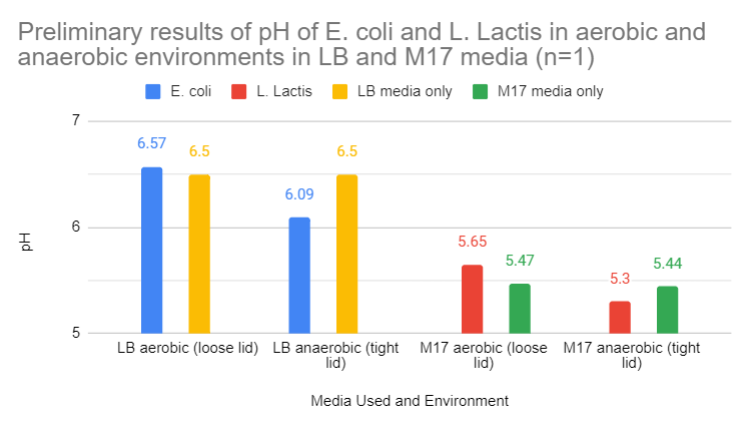 Preliminary results of pH of E. coli and L. Lactis in aerobic and
anaerobic environments in LB and M17 media (n=1)
E. coli L. Lactis LB media only M17 media only
7
6.57
6.5
6.5
6.09
6
5.65
5.47
5.3
5.44
5
pH
LB aerobic (loose lid)
LB anaerobic (tight
lid)
M17 aerobic (loose
lid)
M17 anaerobic (tight
lid)
Media Used and Environment